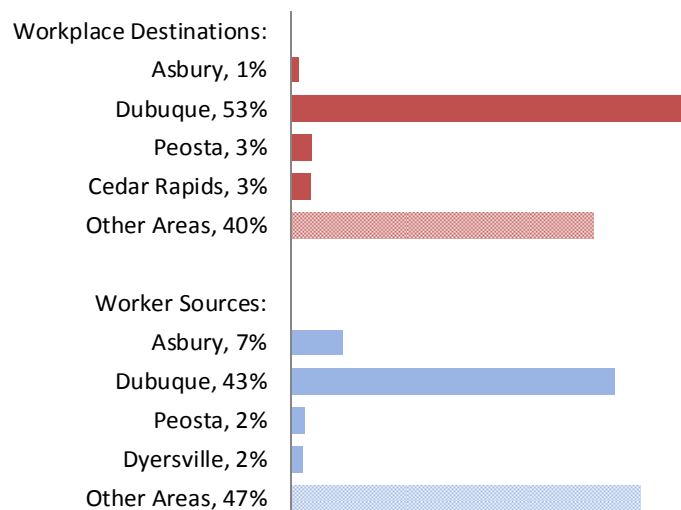 Workplace Destinations:
Asbury, 1%
Dubuque, 53%
Peosta, 3%
Cedar Rapids, 3%
Other Areas, 40%
Worker Sources:
Asbury, 7%
Dubuque, 43%
Peosta, 2%
Dyersville, 2%
Other Areas, 47%